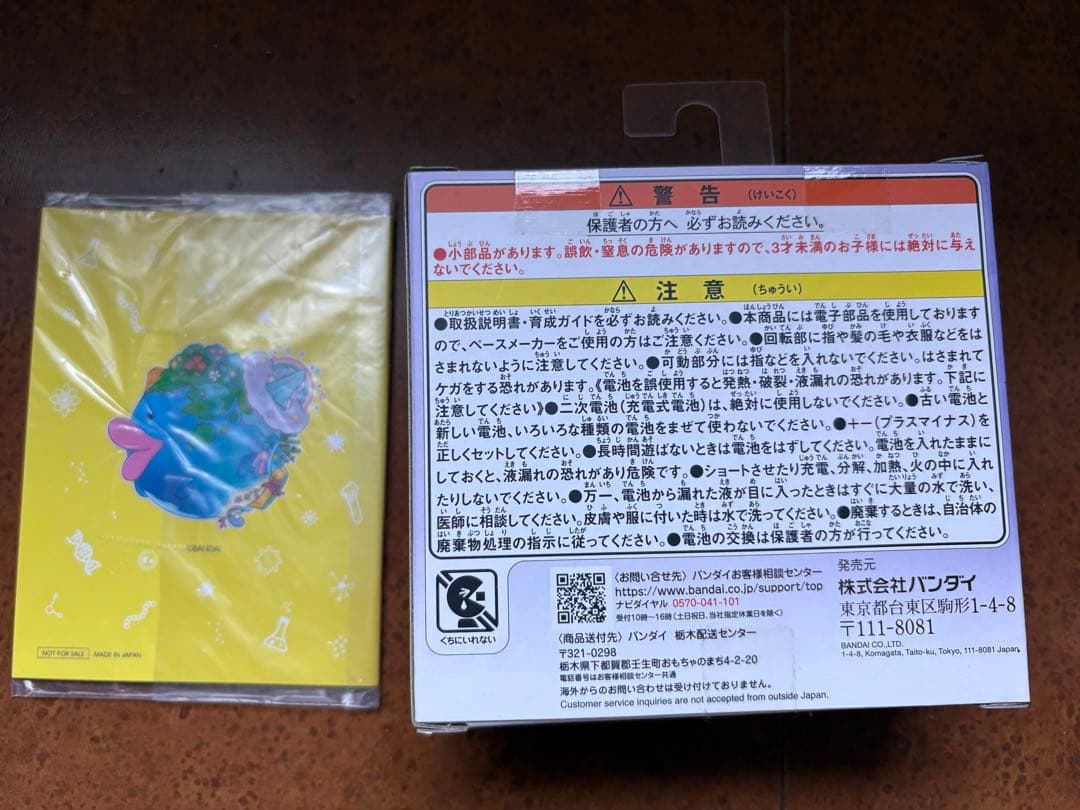 ©BANDAI
NOT FOR SALE MADE IN JAPAN
警告 (けいこく)
保護者の方へ 必ずお読みください。
●小部品があります。誤飲・窒息の危険がありますので、3才未満のお子様には絶対に与え
ないでください。
注意 (ちゅうい)
●取扱説明書・育成ガイドを必ずお読みください。●本商品には電子部品を使用しております
ので、ペースメーカーをご使用の方はご注意ください。●回転部に指や髪の毛や衣服などをは
さまれないように注意してください。●可動部分には指などを入れないでください。はさまれて
ケガをする恐れがあります。《電池を誤使用すると発熱・破裂・液漏れの恐れがあります。下記に
注意してください》●二次電池(充電式電池)は、絶対に使用しないでください。●古い電池と
新しい電池、いろいろな種類の電池をまぜて使わないでください。●+-(プラスマイナス)を
正しくセットしてください。●長時間遊ばないときは電池をはずしてください。電池を入れたままに
しておくと、液漏れの恐れがあり危険です。●ショートさせたり充電、分解、加熱、火の中に入れ
たりしないでください。●万一、電池から漏れた液が目に入ったときはすぐに大量の水で洗い、
医師に相談してください。皮膚や服に付いた時は水で洗ってください。●廃棄するときは、自治体の
廃棄物処理の指示に従ってください。●電池の交換は保護者の方が行ってください。
くちにいれない
〈お問い合せ先〉バンダイお客様相談センター
https://www.bandai.co.jp/support/top
ナビダイヤル 0570-041-101
受付10時～16時(土日祝日、当社指定休業日を除く)
〈商品送付先〉バンダイ 栃木配送センター
〒321-0298
栃木県下都賀郡壬生町おもちゃのまち4-2-20
電話番号はお客様相談センター共通
海外からのお問い合わせは受け付けておりません。
Customer service inquiries are not accepted from outside Japan.
発売元
株式会社バンダイ
東京都台東区駒形1-4-8
〒111-8081
BANDAI CO.,LTD.
1-4-8, Komagata, Taito-ku, Tokyo, 111-8081 Japan